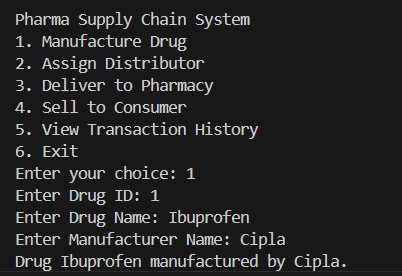 Pharma Supply Chain System
1. Manufacture Drug
2. Assign Distributor
3. Deliver to Pharmacy
4. Sell to Consumer
5. View Transaction History
6. Exit
Enter your choice: 1
Enter Drug ID: 1
Enter Drug Name: Ibuprofen
Enter Manufacturer Name: Cipla
Drug Ibuprofen manufactured by Cipla.